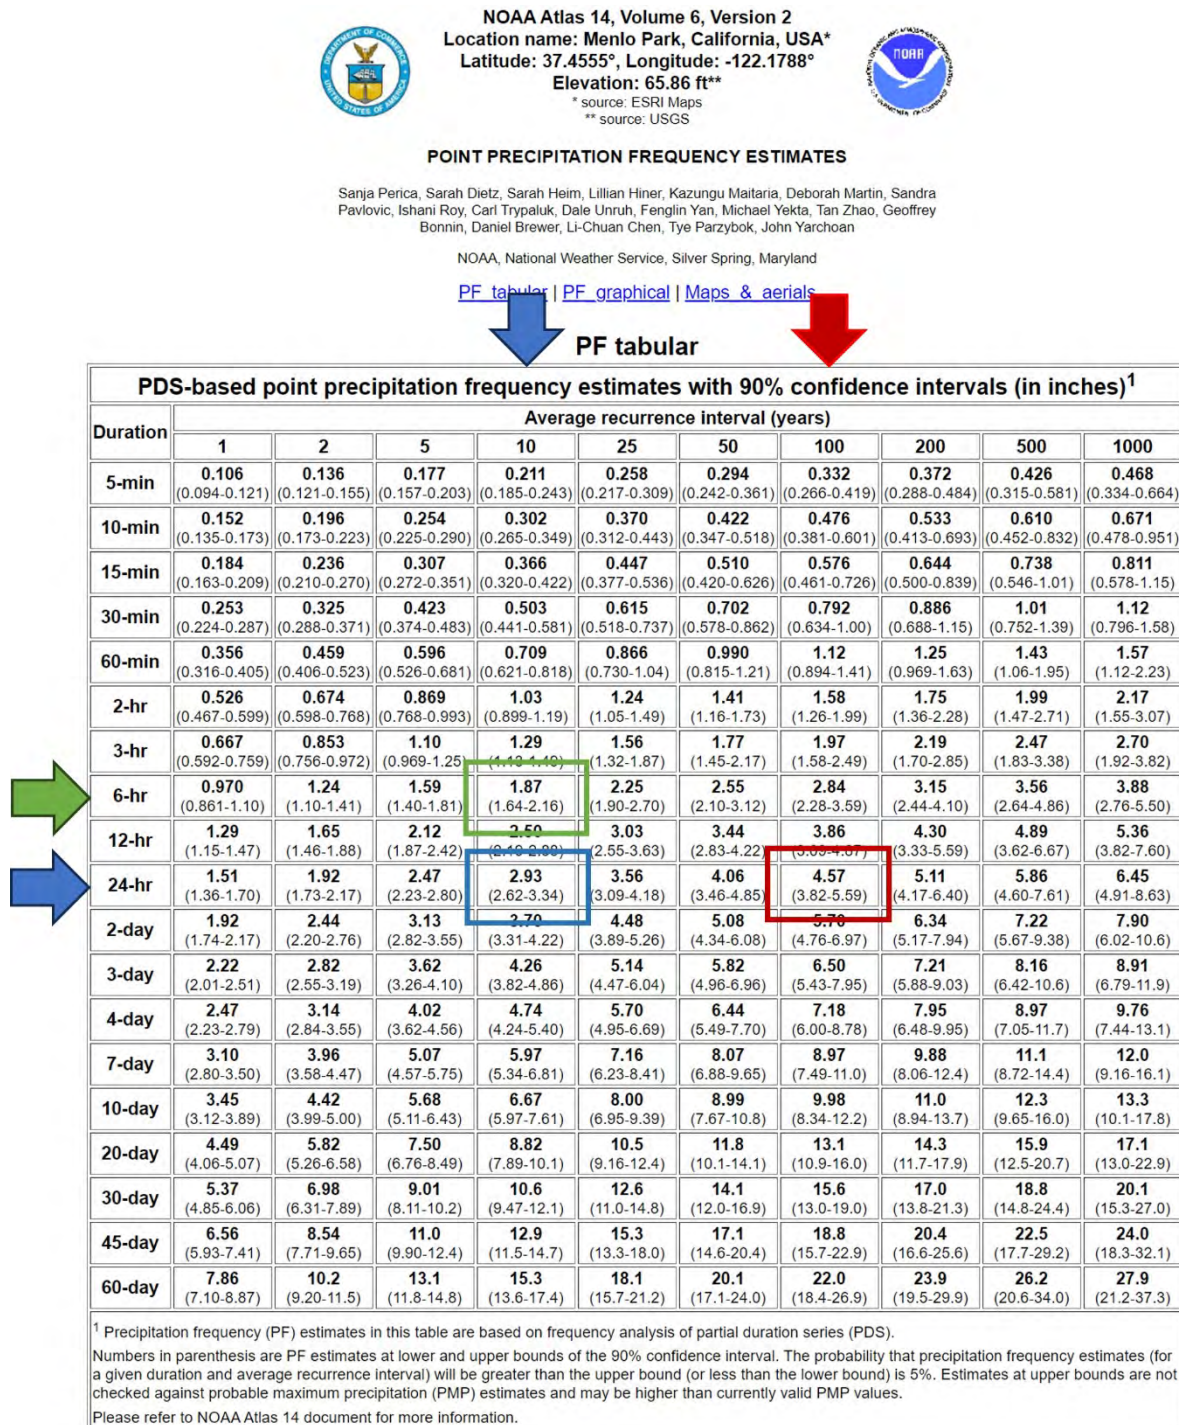 NOAA Atlas 14, Volume 6, Version 2
Location name: Menlo Park, California, USA*
Latitude: 37.4555°, Longitude: -122.1788°
Elevation: 65.86 ft**
* source: ESRI Maps
** source: USGS
DEPARTMENT OF COMMERCE
UNITED STATES OF AMERICA
NOAA
POINT PRECIPITATION FREQUENCY ESTIMATES
Sanja Perica, Sarah Dietz, Sarah Heim, Lillian Hiner, Kazungu Maitaria, Deborah Martin, Sandra
Pavlovic, Ishani Roy, Carl Trypaluk, Dale Unruh, Fenglin Yan, Michael Yekta, Tan Zhao, Geoffrey
Bonnin, Daniel Brewer, Li-Chuan Chen, Tye Parzybok, John Yarchoan
NOAA, National Weather Service, Silver Spring, Maryland
PF_tabular | PF_graphical | Maps_&_aerials
PF tabular
PDS-based point precipitation frequency estimates with 90% confidence intervals (in inches)1
Duration Average recurrence interval (years)
1 2 5 10 25 50 100 200 500 1000
5-min 0.106 0.136 0.177 0.211 0.258 0.294 0.332 0.372 0.426 0.468
(0.094-0.121) (0.121-0.155) (0.157-0.203) (0.185-0.243) (0.217-0.309) (0.242-0.361) (0.266-0.419) (0.288-0.484) (0.315-0.581) (0.334-0.664)
10-min 0.152 0.196 0.254 0.302 0.370 0.422 0.476 0.533 0.610 0.671
(0.135-0.173) (0.173-0.223) (0.225-0.290) (0.265-0.349) (0.312-0.443) (0.347-0.518) (0.381-0.601) (0.413-0.693) (0.452-0.832) (0.478-0.951)
15-min 0.184 0.236 0.307 0.366 0.447 0.510 0.576 0.644 0.738 0.811
(0.163-0.209) (0.210-0.270) (0.272-0.351) (0.320-0.422) (0.377-0.536) (0.420-0.626) (0.461-0.726) (0.500-0.839) (0.546-1.01) (0.578-1.15)
30-min 0.253 0.325 0.423 0.503 0.615 0.702 0.792 0.886 1.01 1.12
(0.224-0.287) (0.288-0.371) (0.374-0.483) (0.441-0.581) (0.518-0.737) (0.578-0.862) (0.634-1.00) (0.688-1.15) (0.752-1.39) (0.796-1.58)
60-min 0.356 0.459 0.596 0.709 0.866 0.990 1.12 1.25 1.43 1.57
(0.316-0.405) (0.406-0.523) (0.526-0.681) (0.621-0.818) (0.730-1.04) (0.815-1.21) (0.894-1.41) (0.969-1.63) (1.06-1.95) (1.12-2.23)
2-hr 0.526 0.674 0.869 1.03 1.24 1.41 1.58 1.75 1.99 2.17
(0.467-0.599) (0.598-0.768) (0.768-0.993) (0.899-1.19) (1.05-1.49) (1.16-1.73) (1.26-1.99) (1.36-2.28) (1.47-2.71) (1.55-3.07)
3-hr 0.667 0.853 1.10 1.29 1.56 1.77 1.97 2.19 2.47 2.70
(0.592-0.759) (0.756-0.972) (0.969-1.25) (1.32-1.87) (1.45-2.17) (1.58-2.49) (1.70-2.85) (1.83-3.38) (1.92-3.82)
6-hr 0.970 1.24 1.59 1.87 2.25 2.55 2.84 3.15 3.56 3.88
(0.861-1.10) (1.10-1.41) (1.40-1.81) (1.64-2.16) (1.90-2.70) (2.10-3.12) (2.28-3.59) (2.44-4.10) (2.64-4.86) (2.76-5.50)
12-hr 1.29 1.65 2.12 2.50 3.03 3.44 3.86 4.30 4.89 5.36
(1.15-1.47) (1.46-1.88) (1.87-2.42) (2.55-3.63) (2.83-4.22) (3.33-5.59) (3.62-6.67) (3.82-7.60)
24-hr 1.51 1.92 2.47 2.93 3.56 4.06 4.57 5.11 5.86 6.45
(1.36-1.70) (1.73-2.17) (2.23-2.80) (2.62-3.34) (3.09-4.18) (3.46-4.85) (3.82-5.59) (4.17-6.40) (4.60-7.61) (4.91-8.63)
2-day 1.92 2.44 3.13 3.70 4.48 5.08 5.70 6.34 7.22 7.90
(1.74-2.17) (2.20-2.76) (2.82-3.55) (3.31-4.22) (3.89-5.26) (4.34-6.08) (4.76-6.97) (5.17-7.94) (5.67-9.38) (6.02-10.6)
3-day 2.22 2.82 3.62 4.26 5.14 5.82 6.50 7.21 8.16 8.91
(2.01-2.51) (2.55-3.19) (3.26-4.10) (3.82-4.86) (4.47-6.04) (4.96-6.96) (5.43-7.95) (5.88-9.03) (6.42-10.6) (6.79-11.9)
4-day 2.47 3.14 4.02 4.74 5.70 6.44 7.18 7.95 8.97 9.76
(2.23-2.79) (2.84-3.55) (3.62-4.56) (4.24-5.40) (4.95-6.69) (5.49-7.70) (6.00-8.78) (6.48-9.95) (7.05-11.7) (7.44-13.1)
7-day 3.10 3.96 5.07 5.97 7.16 8.07 8.97 9.88 11.1 12.0
(2.80-3.50) (3.58-4.47) (4.57-5.75) (5.34-6.81) (6.23-8.41) (6.88-9.65) (7.49-11.0) (8.06-12.4) (8.72-14.4) (9.16-16.1)
10-day 3.45 4.42 5.68 6.67 8.00 8.99 9.98 11.0 12.3 13.3
(3.12-3.89) (3.99-5.00) (5.11-6.43) (5.97-7.61) (6.95-9.39) (7.67-10.8) (8.34-12.2) (8.94-13.7) (9.65-16.0) (10.1-17.8)
20-day 4.49 5.82 7.50 8.82 10.5 11.8 13.1 14.3 15.9 17.1
(4.06-5.07) (5.26-6.58) (6.76-8.49) (7.89-10.1) (9.16-12.4) (10.1-14.1) (10.9-16.0) (11.7-17.9) (12.5-20.7) (13.0-22.9)
30-day 5.37 6.98 9.01 10.6 12.6 14.1 15.6 17.0 18.8 20.1
(4.85-6.06) (6.31-7.89) (8.11-10.2) (9.47-12.1) (11.0-14.8) (12.0-16.9) (13.0-19.0) (13.8-21.3) (14.8-24.4) (15.3-27.0)
45-day 6.56 8.54 11.0 12.9 15.3 17.1 18.8 20.4 22.5 24.0
(5.93-7.41) (7.71-9.65) (9.90-12.4) (11.5-14.7) (13.3-18.0) (14.6-20.4) (15.7-22.9) (16.6-25.6) (17.7-29.2) (18.3-32.1)
60-day 7.86 10.2 13.1 15.3 18.1 20.1 22.0 23.9 26.2 27.9
(7.10-8.87) (9.20-11.5) (11.8-14.8) (13.6-17.4) (15.7-21.2) (17.1-24.0) (18.4-26.9) (19.5-29.9) (20.6-34.0) (21.2-37.3)
1 Precipitation frequency (PF) estimates in this table are based on frequency analysis of partial duration series (PDS).
Numbers in parenthesis are PF estimates at lower and upper bounds of the 90% confidence interval. The probability that precipitation frequency estimates (for
a given duration and average recurrence interval) will be greater than the upper bound (or less than the lower bound) is 5%. Estimates at upper bounds are not
checked against probable maximum precipitation (PMP) estimates and may be higher than currently valid PMP values.
Please refer to NOAA Atlas 14 document for more information.